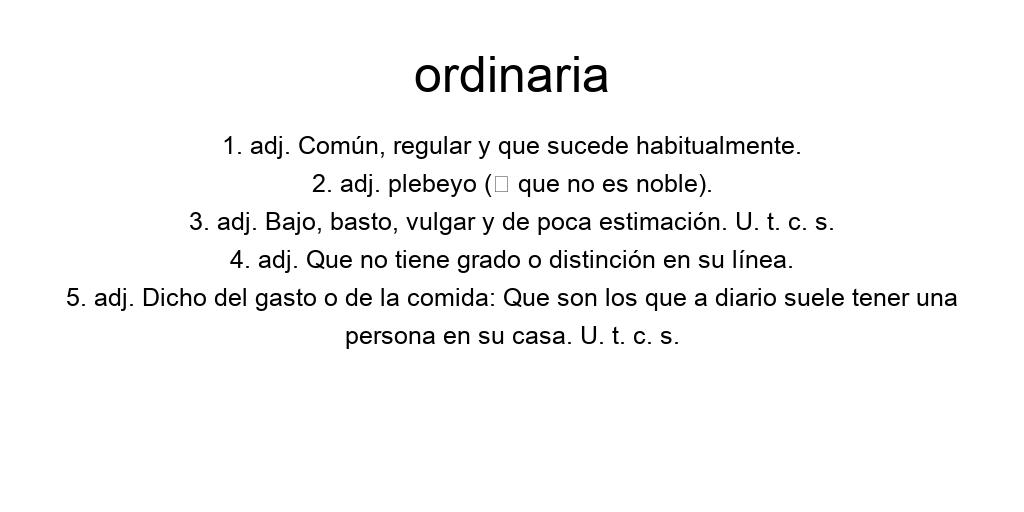 ordinaria
1. adj. Común, regular y que sucede habitualmente.
2. adj. plebeyo (□ que no es noble).
3. adj. Bajo, basto, vulgar y de poca estimación. U. t. c. s.
4. adj. Que no tiene grado o distinción en su línea.
5. adj. Dicho del gasto o de la comida: Que son los que a diario suele tener una
persona en su casa. U. t. c. s.